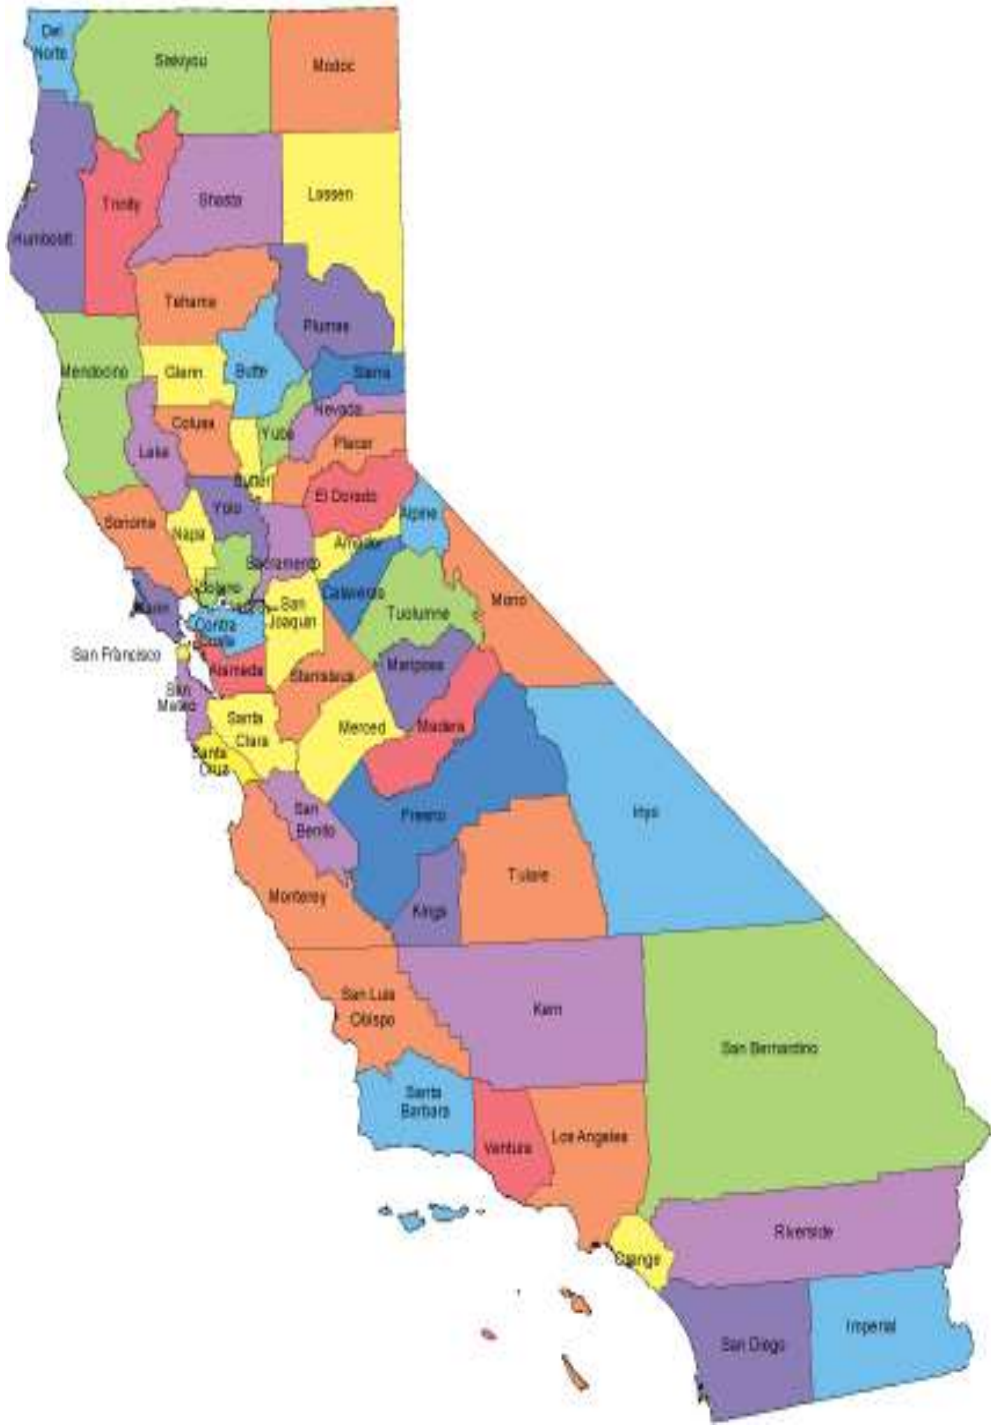 Del
Norte
Siskiyou
Modoc
Trinity
Shasta
Lassen
Humboldt
Tehama
Plumas
Mendocino
Glenn
Butte
Sierra
Nevada
Colusa
Yuba
Placer
Lake
Sutter
El Dorado
Yolo
Sonoma
Napa
Alpine
Amador
Sacramento
Solano
Calaveras
Mono
Marin
San
Joaquin
Tuolumne
Contra
Costa
San Francisco
Alameda
Stanislaus
Mariposa
San
Mateo
Santa
Clara
Merced
Madera
Santa
Cruz
San
Benito
Fresno
Inyo
Tulare
Monterey
Kings
San Luis
Obispo
Kern
San Bernardino
Santa
Barbara
Ventura
Los Angeles
Riverside
Orange
San Diego
Imperial